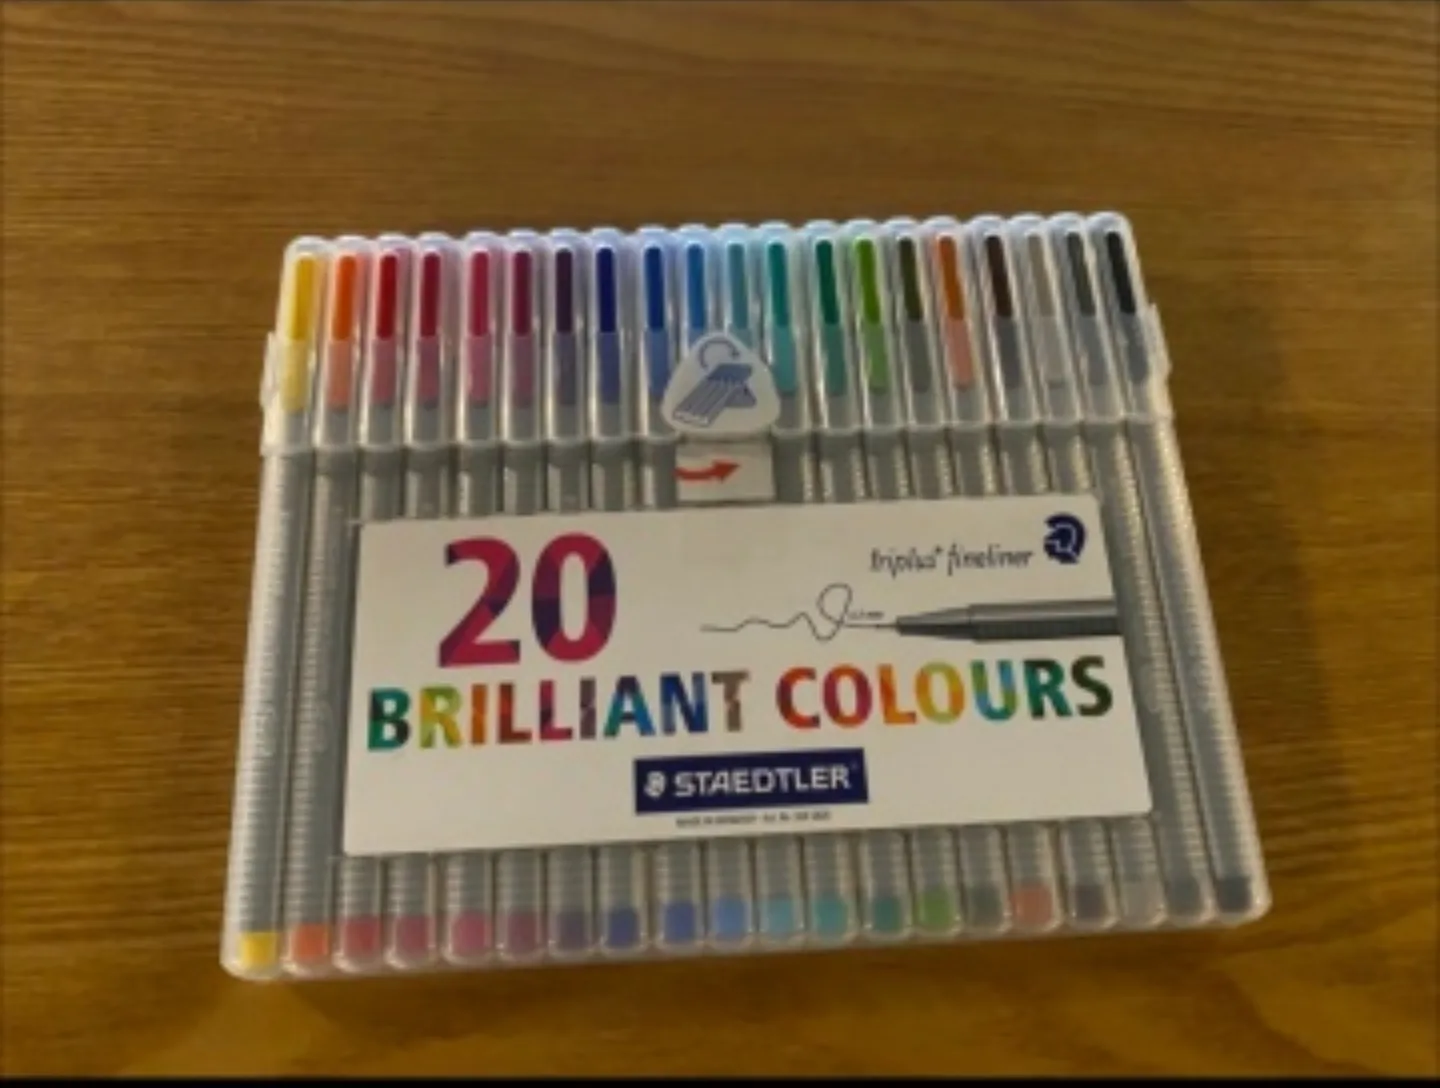 triplus® fineliner
20
BRILLIANT COLOURS
STAEDTLER®